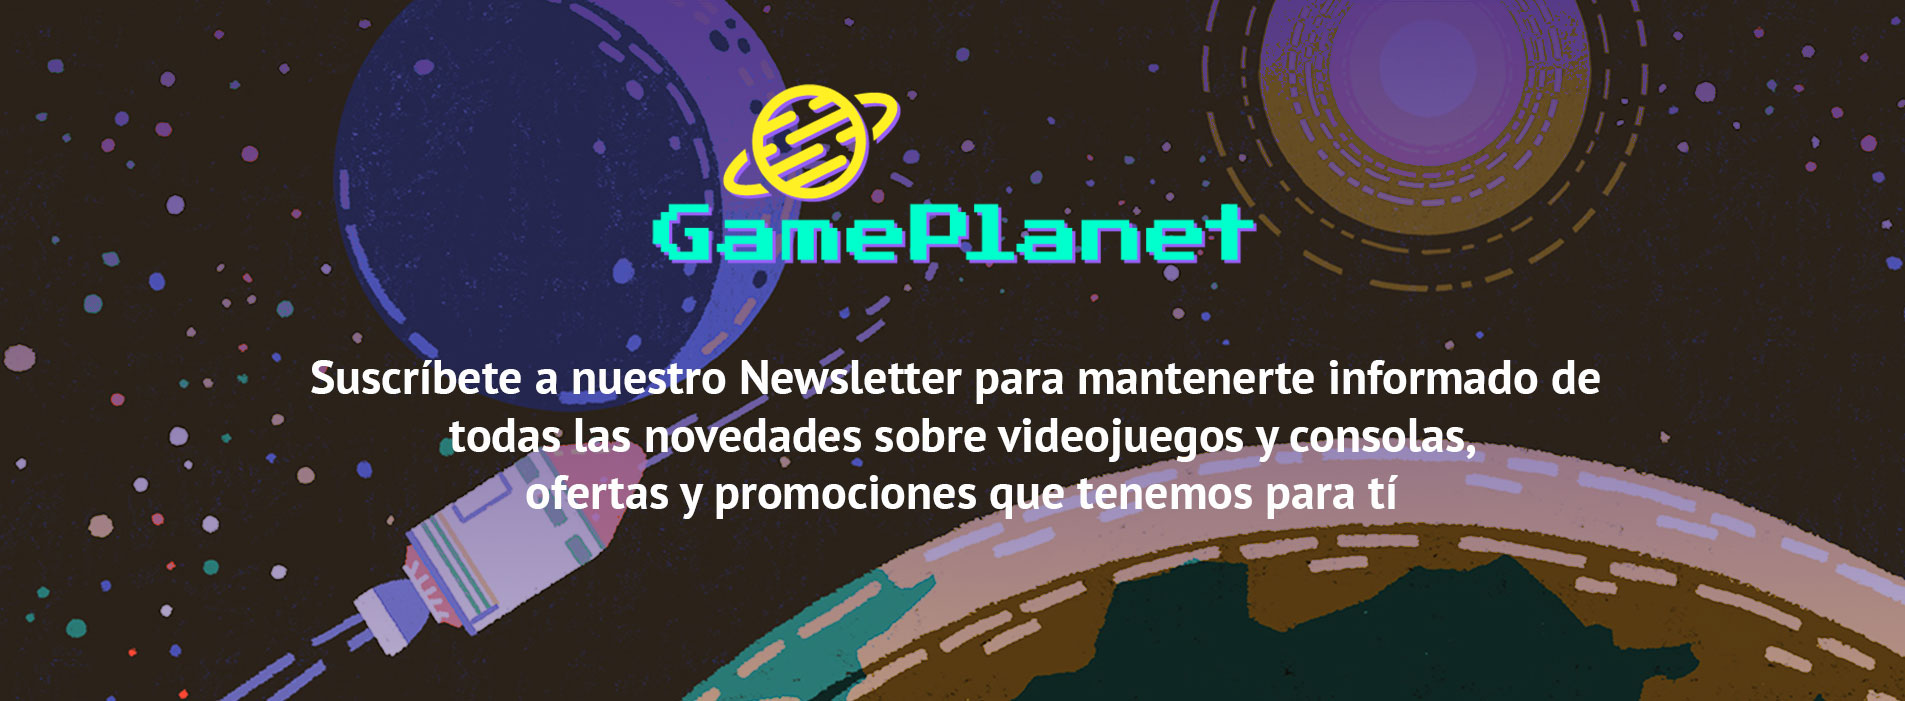 GamePlanet
Suscríbete a nuestro Newsletter para mantenerte informado de
todas las novedades sobre videojuegos y consolas,
ofertas y promociones que tenemos para tí